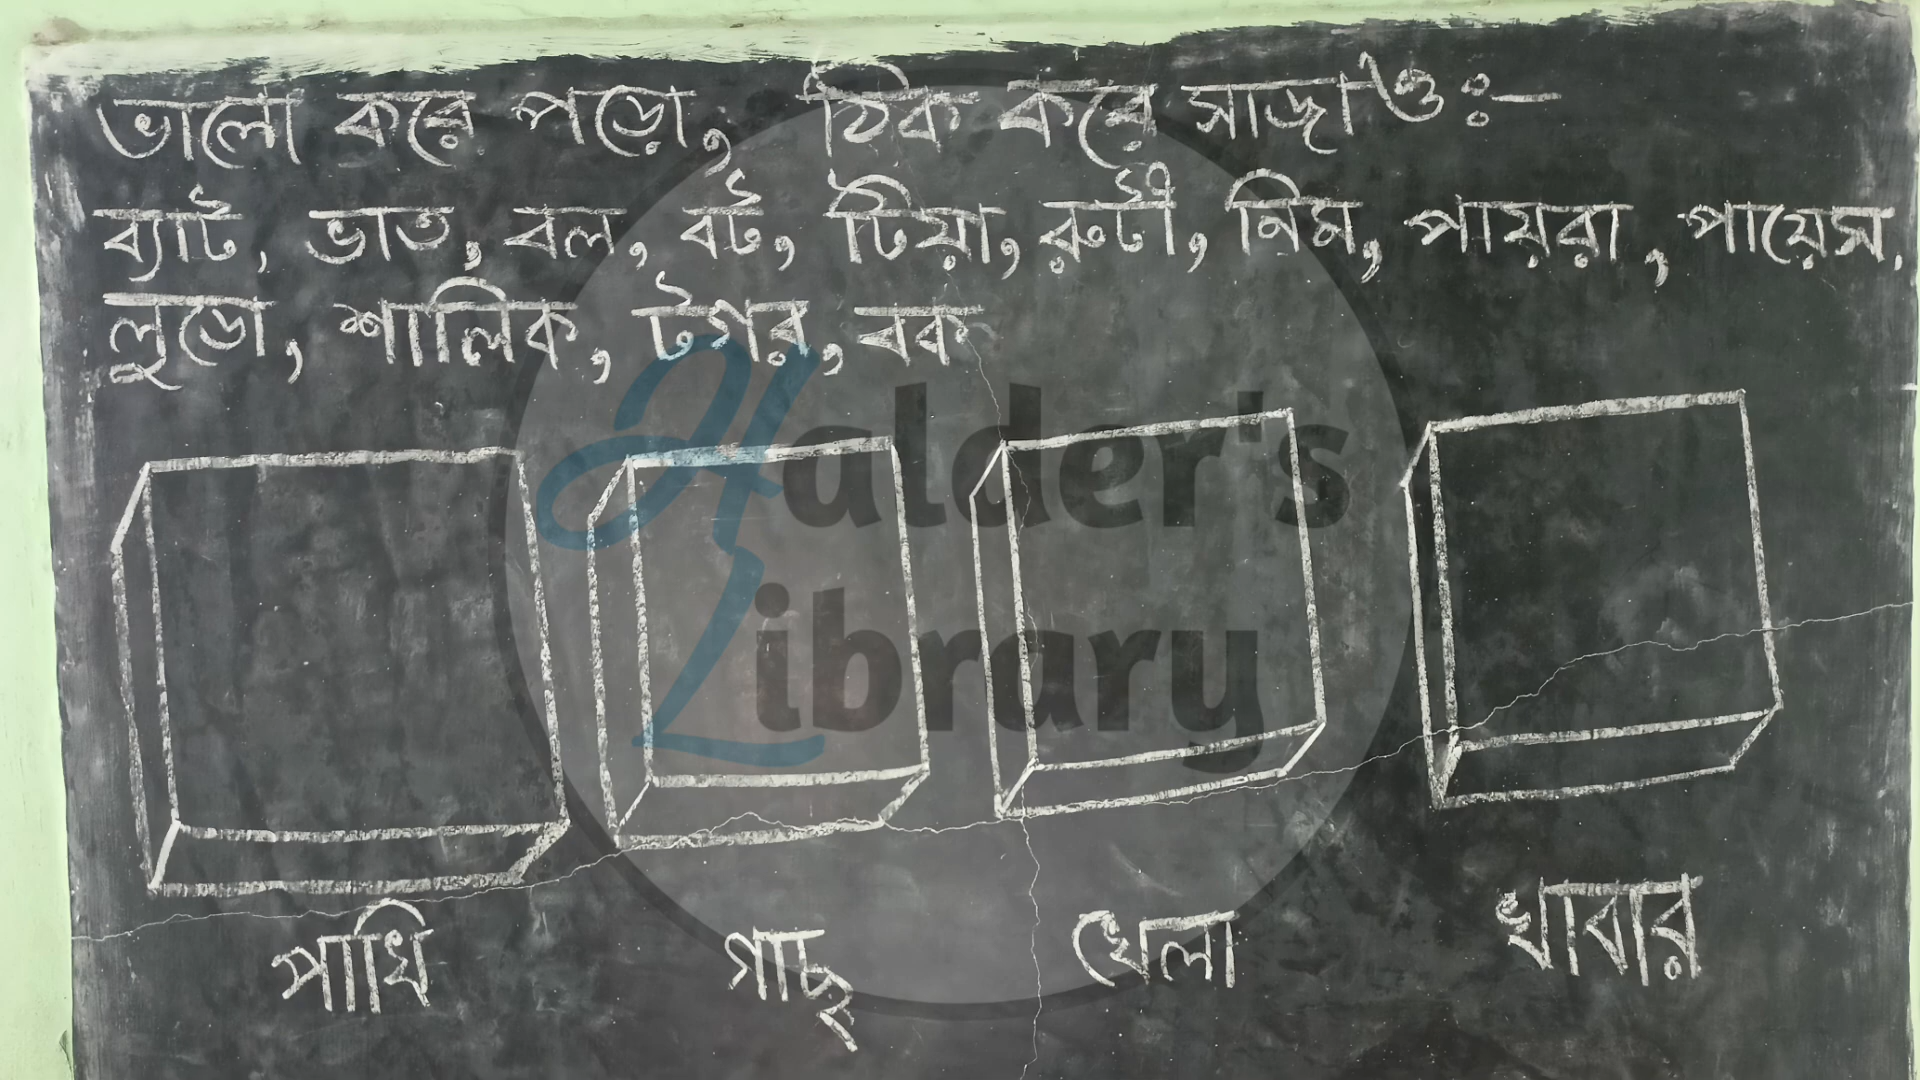 ভালো করে পড়ো, ঠিক করে সাজাও :-
ব্যাট, ভাত, বল, বট, টিয়া, রুটী, নিম, পায়রা, পায়েস,
লুডো, শালিক, টগর, বক
Halder's
Library
পাখি গাছ খেলা খাবার